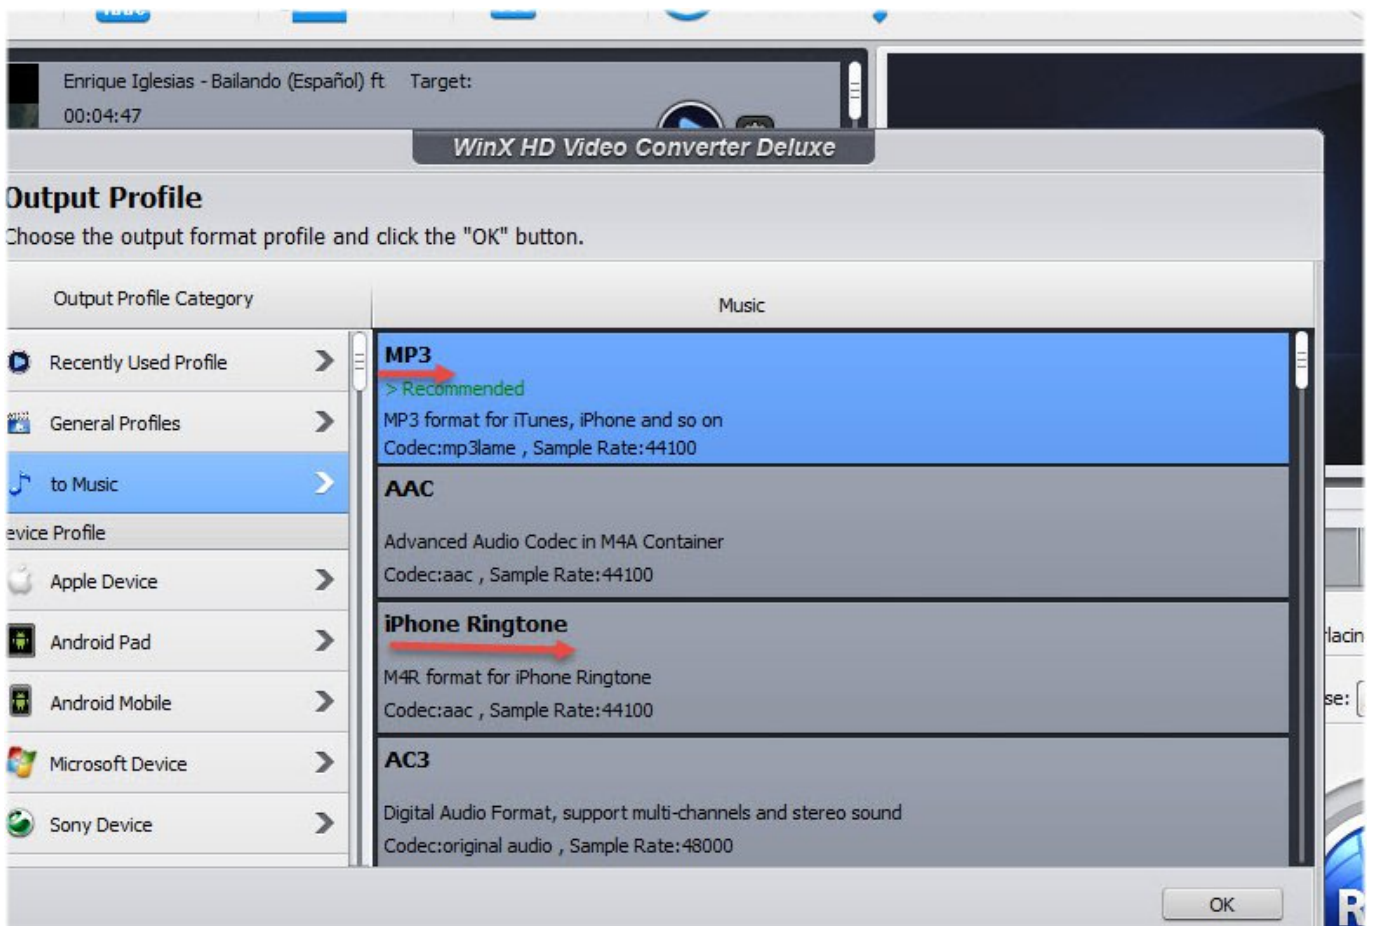 Enrique Iglesias - Bailando (Español) ft Target:
00:04:47
WinX HD Video Converter Deluxe
Output Profile
Choose the output format profile and click the "OK" button.
Output Profile Category
Music
Recently Used Profile
General Profiles
to Music
evice Profile
Apple Device
Android Pad
Android Mobile
Microsoft Device
Sony Device
MP3
> Recommended
MP3 format for iTunes, iPhone and so on
Codec:mp3lame , Sample Rate:44100
AAC
Advanced Audio Codec in M4A Container
Codec:aac , Sample Rate:44100
iPhone Ringtone
M4R format for iPhone Ringtone
Codec:aac , Sample Rate:44100
AC3
Digital Audio Format, support multi-channels and stereo sound
Codec:original audio , Sample Rate:48000
lacin
se:
OK
R